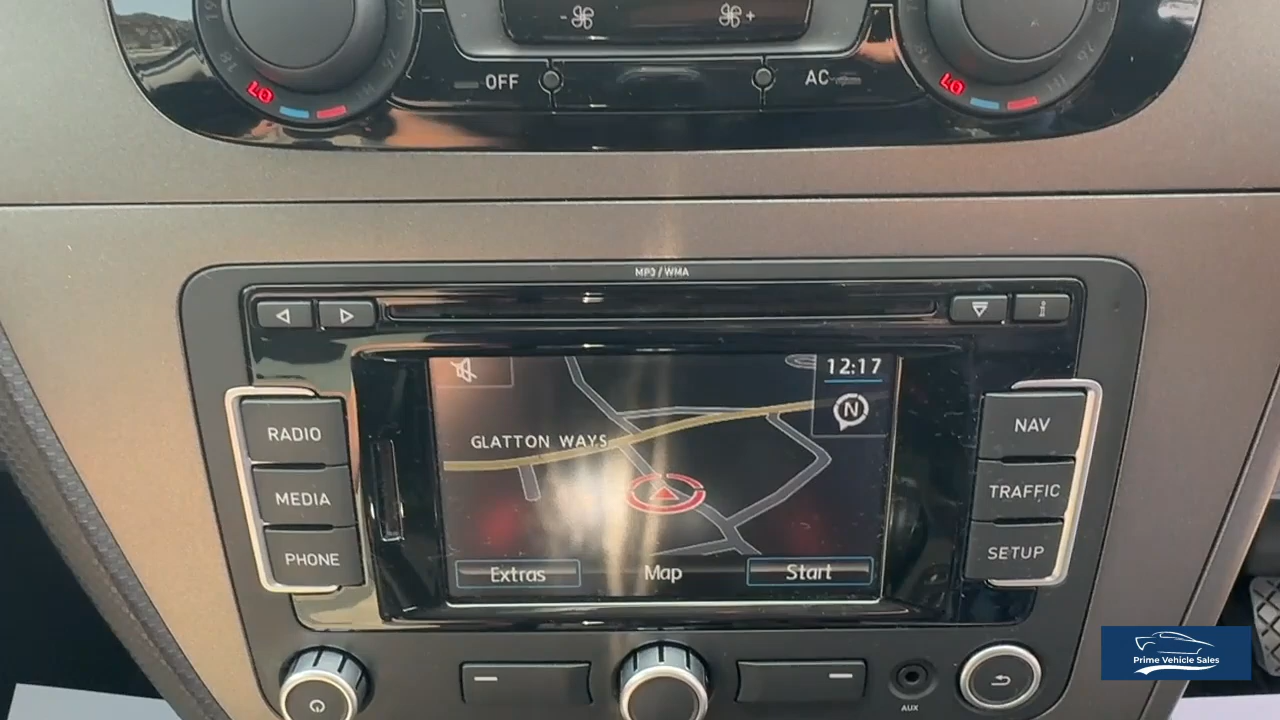 - +
OFF
AC
LO
LO
MP3 / WMA
12:17
N
GLATTON WAYS
RADIO
NAV
MEDIA
TRAFFIC
PHONE
SETUP
Extras
Map
Start
AUX
i
Prime Vehicle Sales